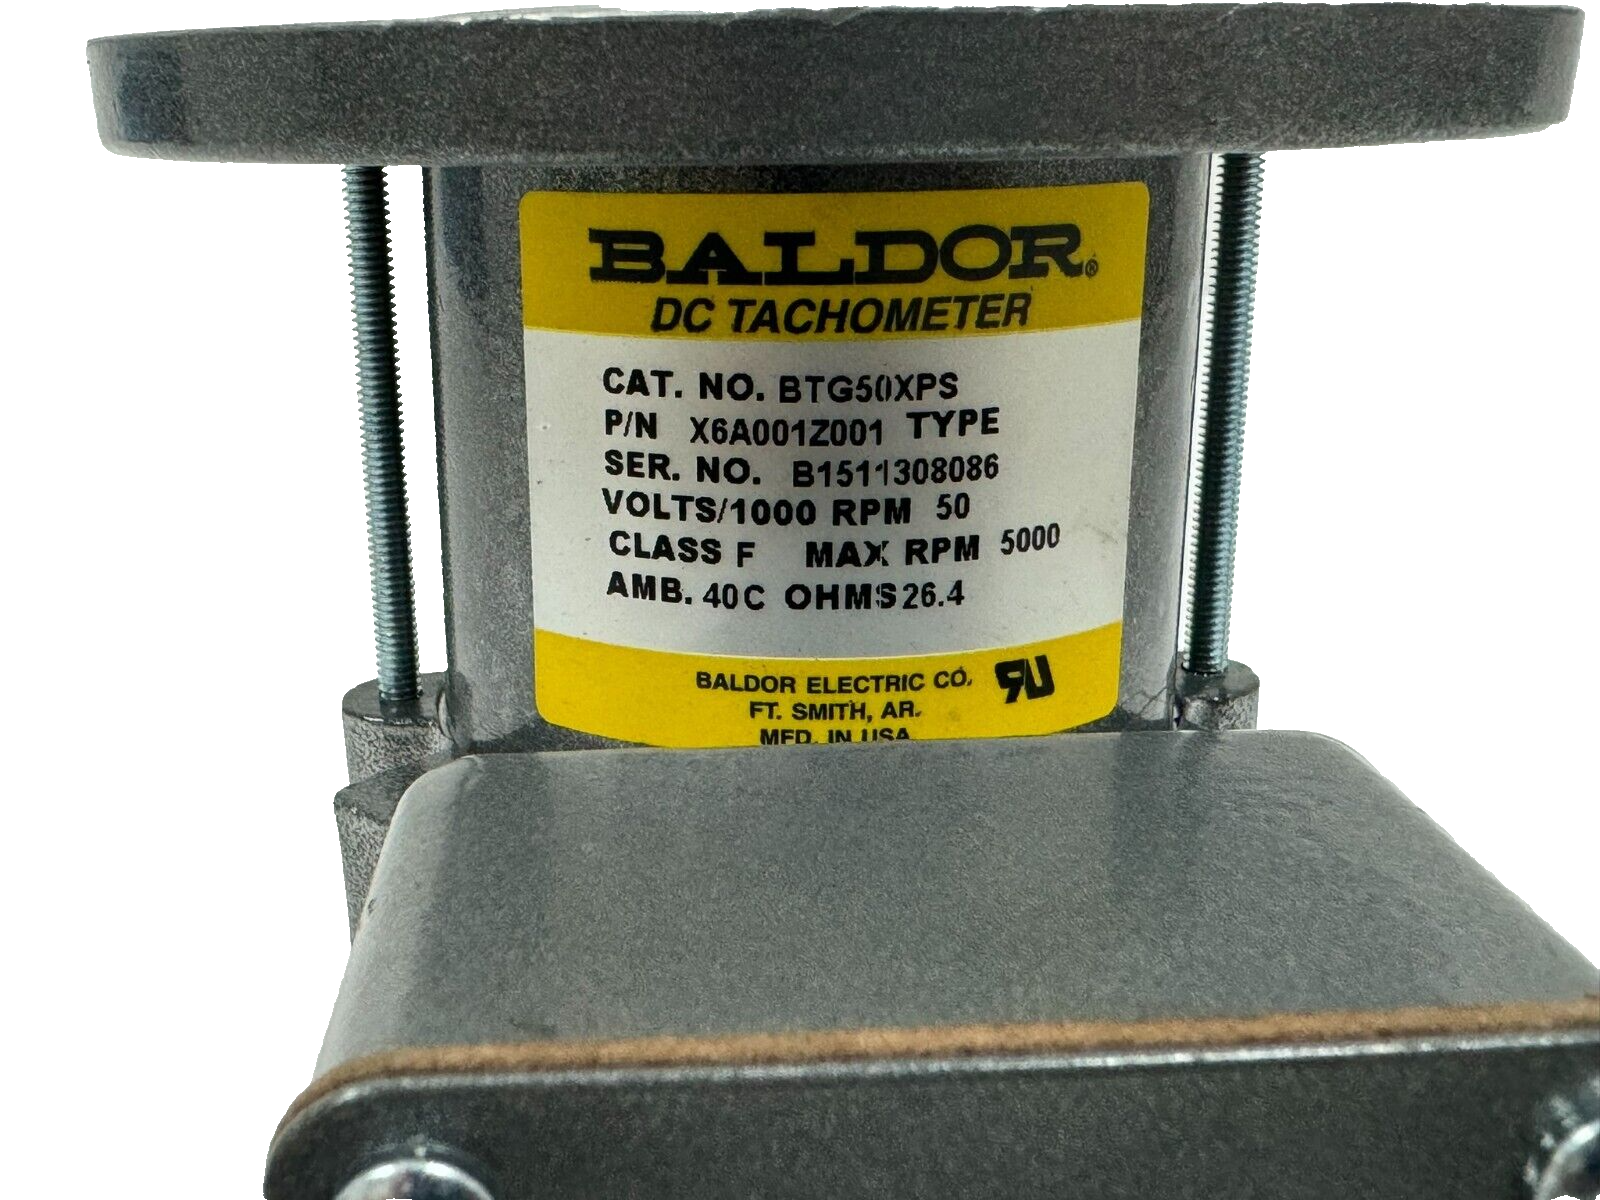 BALDOR®
DC TACHOMETER
CAT. NO. BTG50XPS
P/N X6A001Z001 TYPE
SER. NO. B1511308086
VOLTS/1000 RPM 50
CLASS F MAX RPM 5000
AMB. 40C OHMS 26.4
BALDOR ELECTRIC CO.
FT. SMITH, AR.
MFD. IN USA